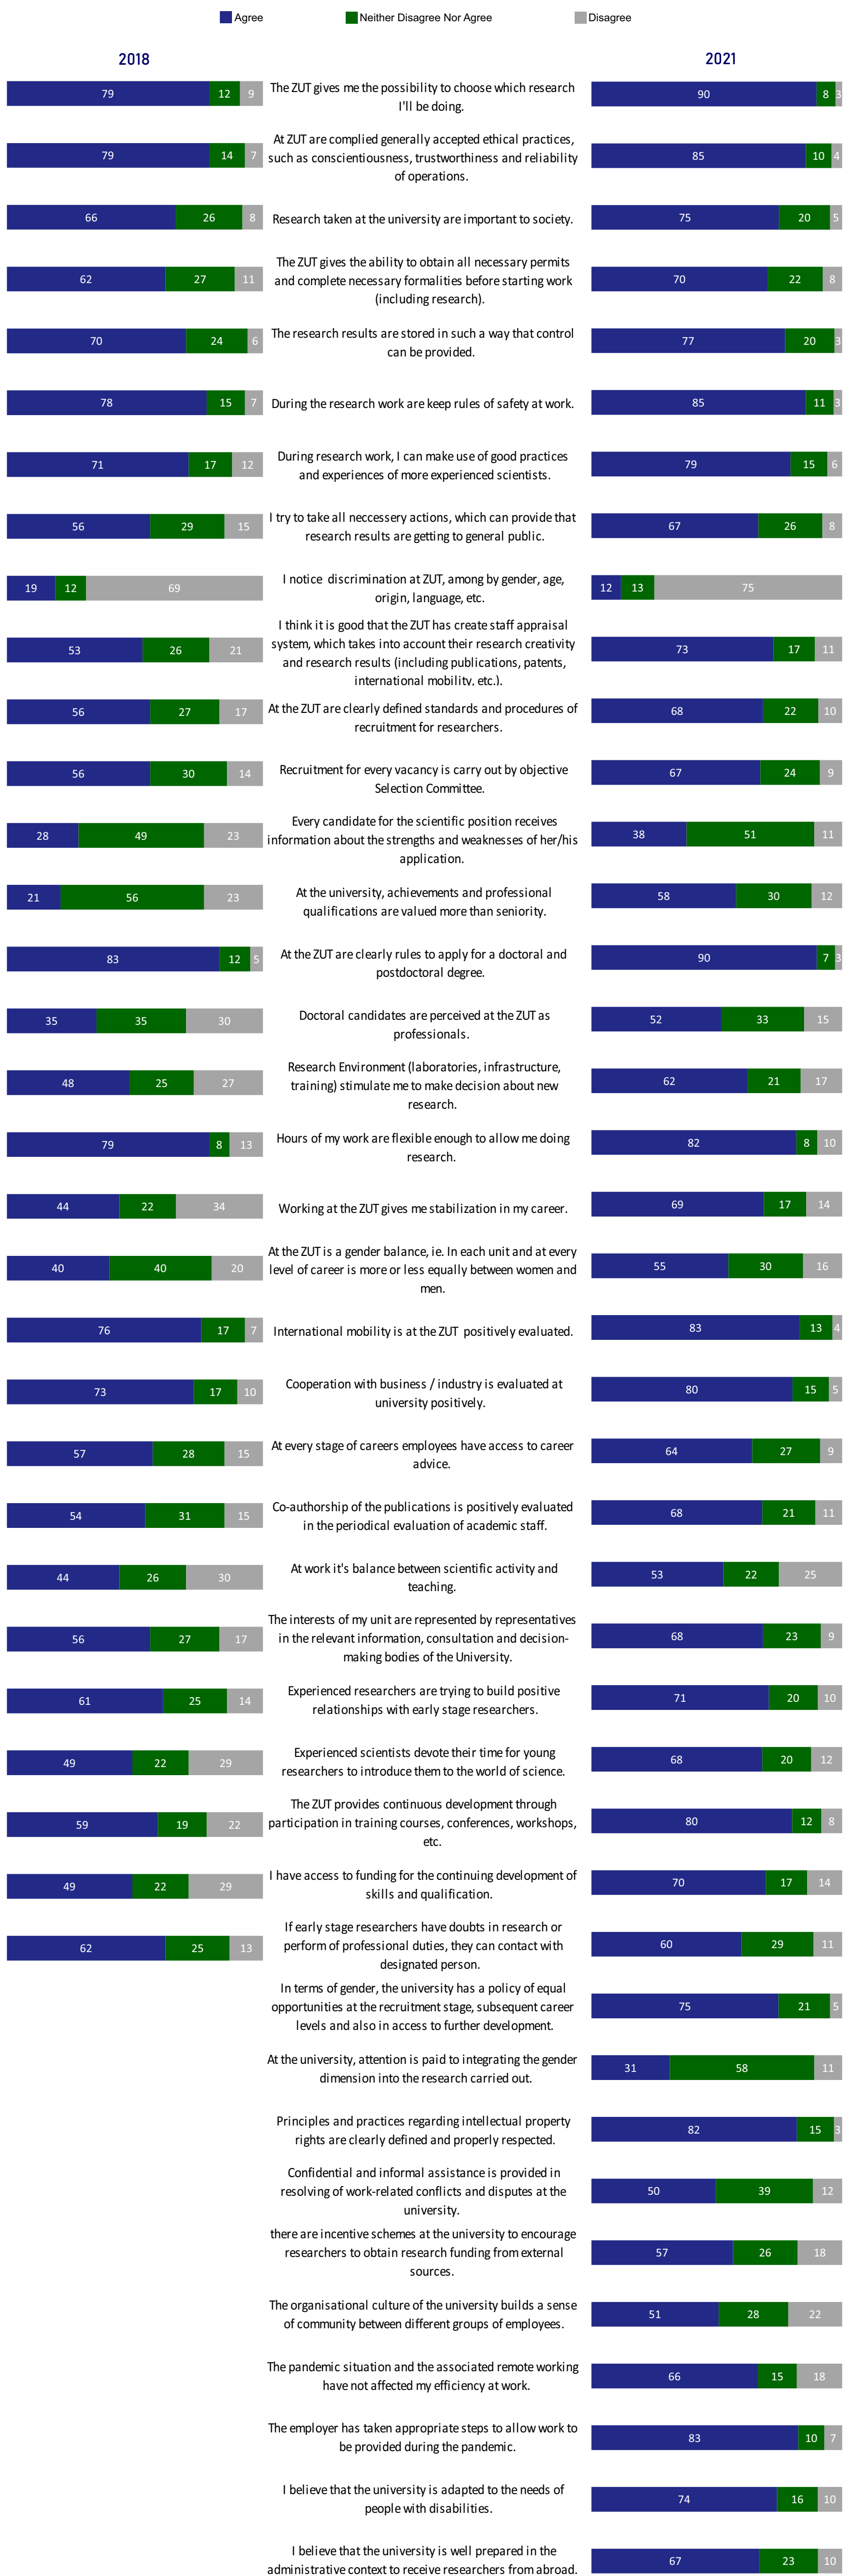 Agree Neither Disagree Nor Agree Disagree
2018 2021
79 12 9 The ZUT gives me the possibility to choose which research 90 8 3
I'll be doing.
At ZUT are complied generally accepted ethical practices,
79 14 7 such as conscientiousness, trustworthiness and reliability 85 10 4
of operations.
66 26 8 Research taken at the university are important to society. 75 20 5
The ZUT gives the ability to obtain all necessary permits
62 27 11 and complete necessary formalities before starting work 70 22 8
(including research).
70 24 6 The research results are stored in such a way that control 77 20 3
can be provided.
78 15 7 During the research work are keep rules of safety at work. 85 11 3
71 17 12 During research work, I can make use of good practices 79 15 6
and experiences of more experienced scientists.
56 29 15 I try to take all neccessery actions, which can provide that 67 26 8
research results are getting to general public.
19 12 69 I notice discrimination at ZUT, among by gender, age, 12 13 75
origin, language, etc.
I think it is good that the ZUT has create staff appraisal
53 26 21 system, which takes into account their research creativity 73 17 11
and research results (including publications, patents,
international mobility, etc.).
56 27 17 At the ZUT are clearly defined standards and procedures of 68 22 10
recruitment for researchers.
56 30 14 Recruitment for every vacancy is carry out by objective 67 24 9
Selection Committee.
Every candidate for the scientific position receives
28 49 23 information about the strengths and weaknesses of her/his 38 51 11
application.
21 56 23 At the university, achievements and professional 58 30 12
qualifications are valued more than seniority.
83 12 5 At the ZUT are clearly rules to apply for a doctoral and 90 7 3
postdoctoral degree.
35 35 30 Doctoral candidates are perceived at the ZUT as 52 33 15
professionals.
Research Environment (laboratories, infrastructure,
48 25 27 training) stimulate me to make decision about new 62 21 17
research.
79 8 13 Hours of my work are flexible enough to allow me doing 82 8 10
research.
44 22 34 Working at the ZUT gives me stabilization in my career. 69 17 14
At the ZUT is a gender balance, ie. In each unit and at every
40 40 20 level of career is more or less equally between women and 55 30 16
men.
76 17 7 International mobility is at the ZUT positively evaluated. 83 13 4
73 17 10 Cooperation with business / industry is evaluated at 80 15 5
university positively.
57 28 15 At every stage of careers employees have access to career 64 27 9
advice.
54 31 15 Co-authorship of the publications is positively evaluated 68 21 11
in the periodical evaluation of academic staff.
44 26 30 At work it's balance between scientific activity and 53 22 25
teaching.
The interests of my unit are represented by representatives
56 27 17 in the relevant information, consultation and decision- 68 23 9
making bodies of the University.
61 25 14 Experienced researchers are trying to build positive 71 20 10
relationships with early stage researchers.
49 22 29 Experienced scientists devote their time for young 68 20 12
researchers to introduce them to the world of science.
The ZUT provides continuous development through
59 19 22 participation in training courses, conferences, workshops, 80 12 8
etc.
49 22 29 I have access to funding for the continuing development of 70 17 14
skills and qualification.
If early stage researchers have doubts in research or
62 25 13 perform of professional duties, they can contact with 60 29 11
designated person.
In terms of gender, the university has a policy of equal
opportunities at the recruitment stage, subsequent career 75 21 5
levels and also in access to further development.
At the university, attention is paid to integrating the gender 31 58 11
dimension into the research carried out.
Principles and practices regarding intellectual property 82 15 3
rights are clearly defined and properly respected.
Confidential and informal assistance is provided in
resolving of work-related conflicts and disputes at the 50 39 12
university.
there are incentive schemes at the university to encourage
researchers to obtain research funding from external 57 26 18
sources.
The organisational culture of the university builds a sense 51 28 22
of community between different groups of employees.
The pandemic situation and the associated remote working 66 15 18
have not affected my efficiency at work.
The employer has taken appropriate steps to allow work to 83 10 7
be provided during the pandemic.
I believe that the university is adapted to the needs of 74 16 10
people with disabilities.
I believe that the university is well prepared in the 67 23 10
administrative context to receive researchers from abroad.